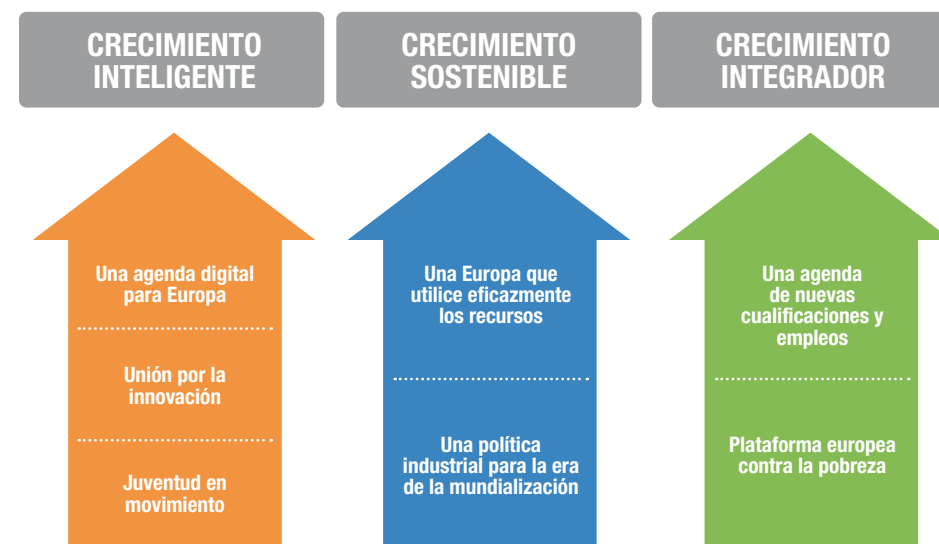 CRECIMIENTO
INTELIGENTE
Una agenda digital
para Europa
Unión por la
innovación
Juventud en
movimiento
CRECIMIENTO
SOSTENIBLE
Una Europa que
utilice eficazmente
los recursos
Una política
industrial para la era
de la mundialización
CRECIMIENTO
INTEGRADOR
Una agenda
de nuevas
cualificaciones y
empleos
Plataforma europea
contra la pobreza